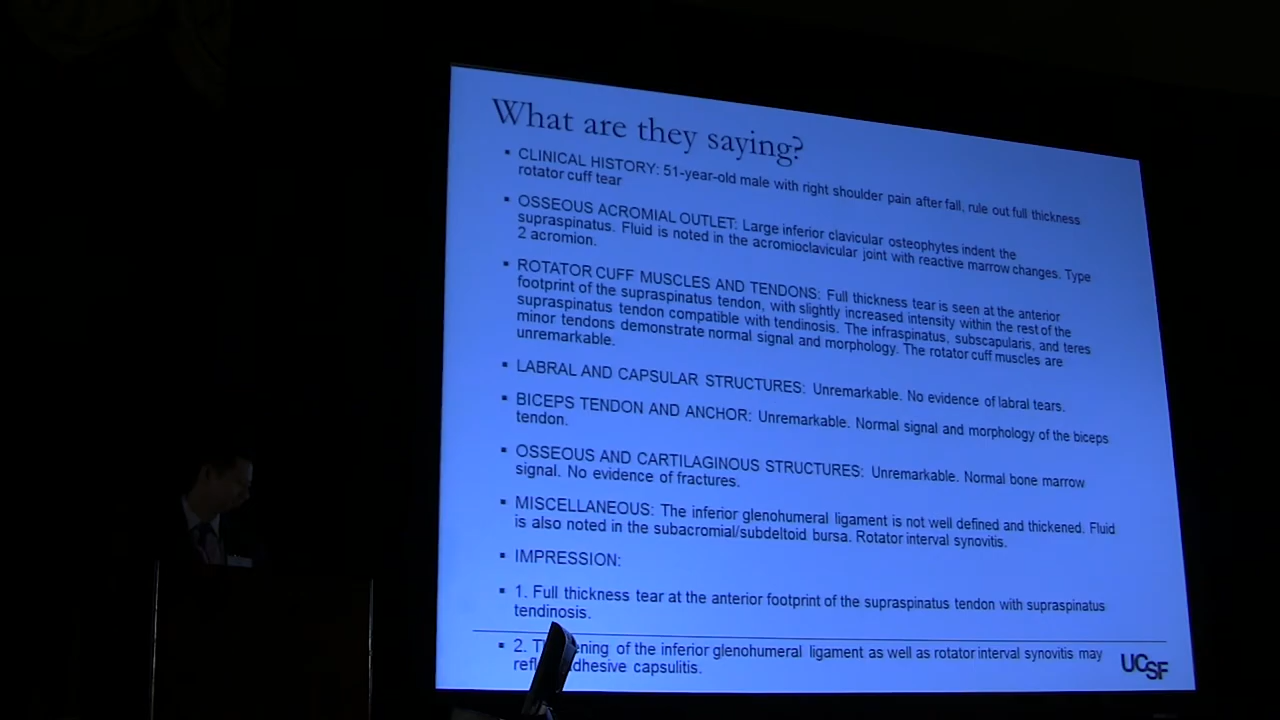 What are they saying?
▪ CLINICAL HISTORY: 51-year-old male with right shoulder pain after fall, rule out full thickness
rotator cuff tear
▪ OSSEOUS ACROMIAL OUTLET: Large inferior clavicular osteophytes indent the
supraspinatus. Fluid is noted in the acromioclavicular joint with reactive marrow changes. Type
2 acromion.
▪ ROTATOR CUFF MUSCLES AND TENDONS: Full thickness tear is seen at the anterior
footprint of the supraspinatus tendon, with slightly increased intensity within the rest of the
supraspinatus tendon compatible with tendinosis. The infraspinatus, subscapularis, and teres
minor tendons demonstrate normal signal and morphology. The rotator cuff muscles are
unremarkable.
▪ LABRAL AND CAPSULAR STRUCTURES: Unremarkable. No evidence of labral tears.
▪ BICEPS TENDON AND ANCHOR: Unremarkable. Normal signal and morphology of the biceps
tendon.
▪ OSSEOUS AND CARTILAGINOUS STRUCTURES: Unremarkable. Normal bone marrow
signal. No evidence of fractures.
▪ MISCELLANEOUS: The inferior glenohumeral ligament is not well defined and thickened. Fluid
is also noted in the subacromial/subdeltoid bursa. Rotator interval synovitis.
▪ IMPRESSION:
▪ 1. Full thickness tear at the anterior footprint of the supraspinatus tendon with supraspinatus
tendinosis.
▪ 2. of the inferior glenohumeral ligament as well as rotator interval synovitis may
capsulitis.
UCSF